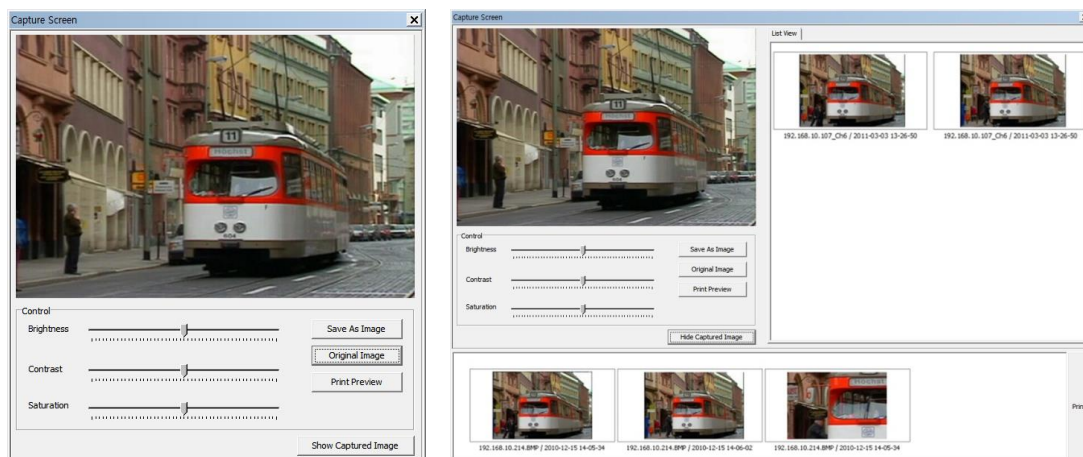 Capture Screen
11
Höchst
604
Control
Brightness
Save As Image
Original Image
Contrast
Print Preview
Saturation
Show Captured Image
Capture Screen
List View
11
192.168.10.107_Ch6 / 2011-03-03 13-26-50
192.168.10.107_Ch6 / 2011-03-03 13-26-50
Control
Brightness
Save As Image
Original Image
Contrast
Print Preview
Saturation
Hide Captured Image
192.168.10.214.BMP / 2010-12-15 14-05-34
192.168.10.214.BMP / 2010-12-15 14-06-02
192.168.10.214.BMP / 2010-12-15 14-05-34